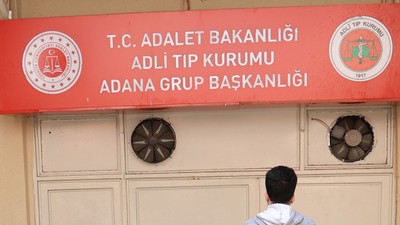 T.C. ADALET BAKANLIĞI
ADLİ TIP KURUMU
ADANA GRUP BAŞKANLIĞI
ADLİ TIP KURUMU
1917